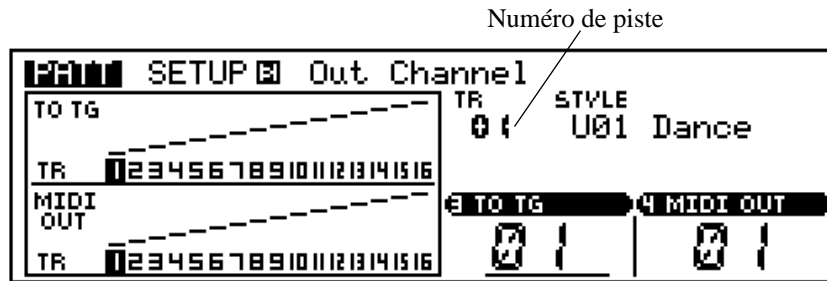 Numéro de piste
PATT SETUP E Out Channel
TO TG
TR 1 2 3 4 5 6 7 8 9 10 11 12 13 14 15 16
MIDI
OUT
TR 1 2 3 4 5 6 7 8 9 10 11 12 13 14 15 16
TR STYLE
01 U01 Dance
3 TO TG 4 MIDI OUT
01 01